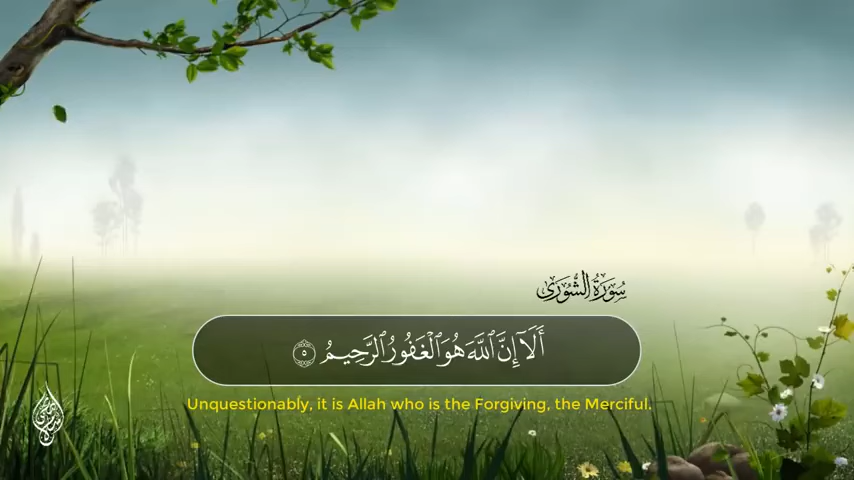 سُورَةُ الشُّورَىٰ
أَلَآ إِنَّ ٱللَّهَ هُوَ ٱلْغَفُورُ ٱلرَّحِيمُ ٥
Unquestionably, it is Allah who is the Forgiving, the Merciful.